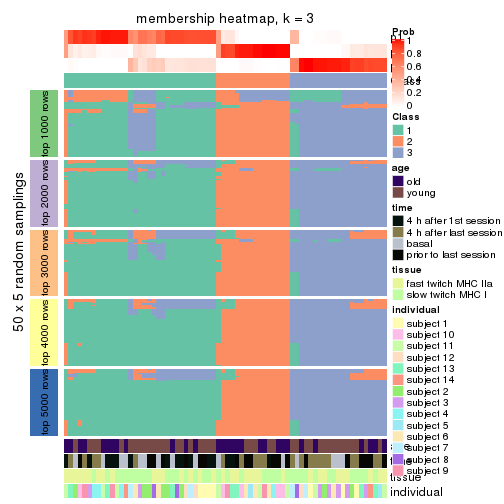 membership heatmap, k = 3
Prob
1
0.8
0.6
0.4
0.2
0
Class
1
2
3
age
old
young
time
4 h after 1st session
4 h after last session
basal
prior to last session
tissue
fast twitch MHC IIa
slow twitch MHC I
individual
subject 1
subject 10
subject 11
subject 12
subject 13
subject 14
subject 2
subject 3
subject 4
subject 5
subject 6
subject 7
subject 8
subject 9
50 x 5 random samplings
top 1000 rows
top 2000 rows
top 3000 rows
top 4000 rows
top 5000 rows
tissue
individual